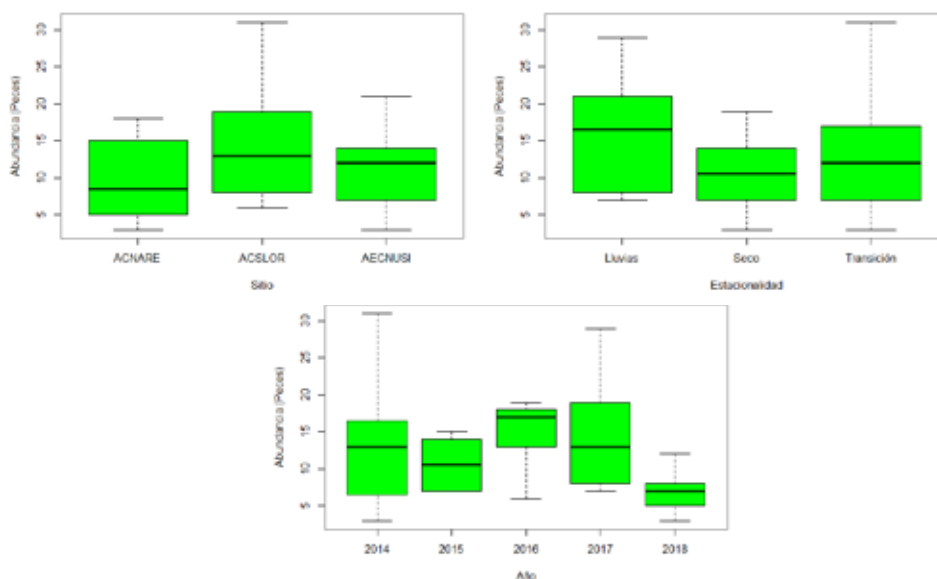 Abundancia (Peces)
30
25
20
15
10
5
ACNARE
ACSLOR
AECNUSI
Sitio
Abundancia (Peces)
30
25
20
15
10
5
Lluvias
Seco
Transición
Estacionalidad
Abundancia (Peces)
30
25
20
15
10
5
2014
2015
2016
2017
2018
Año